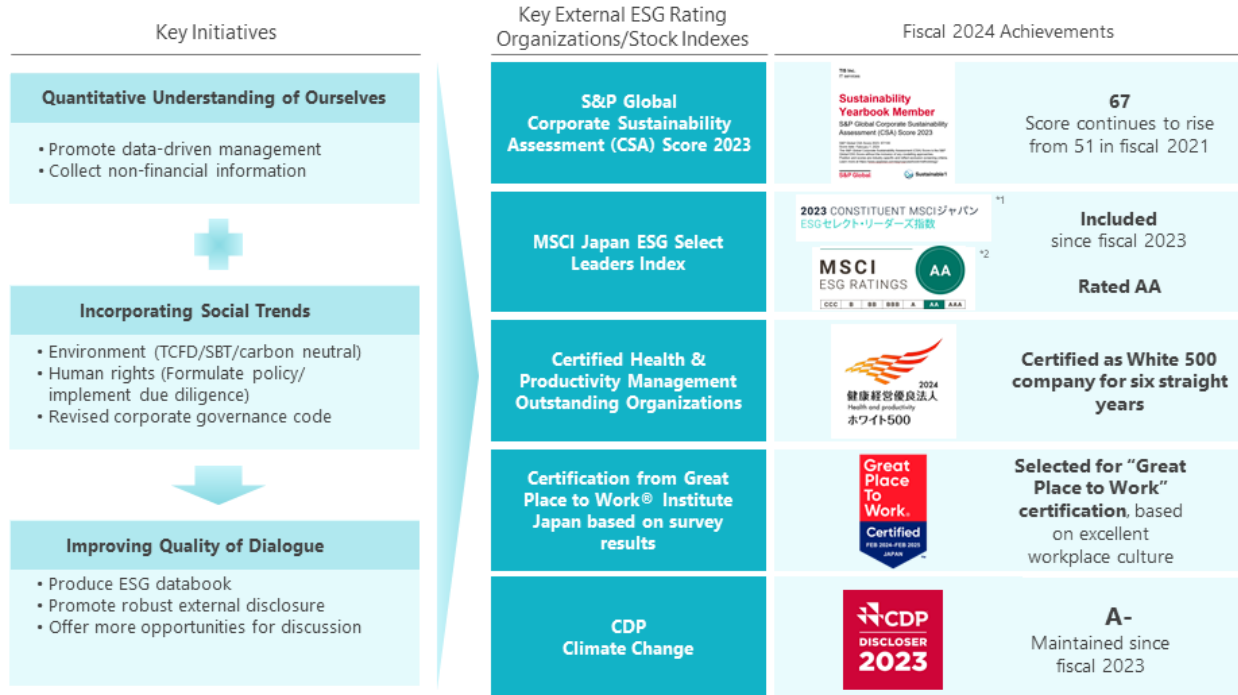 Key Initiatives
Quantitative Understanding of Ourselves
• Promote data-driven management
• Collect non-financial information
Incorporating Social Trends
• Environment (TCFD/SBT/carbon neutral)
• Human rights (Formulate policy/
implement due diligence)
• Revised corporate governance code
Improving Quality of Dialogue
• Produce ESG databook
• Promote robust external disclosure
• Offer more opportunities for discussion
Key External ESG Rating
Organizations/Stock Indexes
Fiscal 2024 Achievements
S&P Global
Corporate Sustainability
Assessment (CSA) Score 2023
TIS Inc.
IT services
Sustainability
Yearbook Member
S&P Global Corporate Sustainability
Assessment (CSA) Score 2023
S&P Global
Sustainable1
67
Score continues to rise
from 51 in fiscal 2021
MSCI Japan ESG Select
Leaders Index
2023 CONSTITUENT MSCIジャパン
ESGセレクト・リーダーズ指数
*1
MSCI
ESG RATINGS
AA
*2
CCC B BB BBB A AA AAA
Included
since fiscal 2023
Rated AA
Certified Health &
Productivity Management
Outstanding Organizations
2024
健康経営優良法人
Health and productivity
ホワイト500
Certified as White 500
company for six straight
years
Certification from Great
Place to Work® Institute
Japan based on survey
results
Great
Place
To
Work®
Certified
FEB 2024-FEB 2025
JAPAN
™
Selected for “Great
Place to Work”
certification, based
on excellent
workplace culture
CDP
Climate Change
CDP
DISCLOSER
2023
A-
Maintained since
fiscal 2023